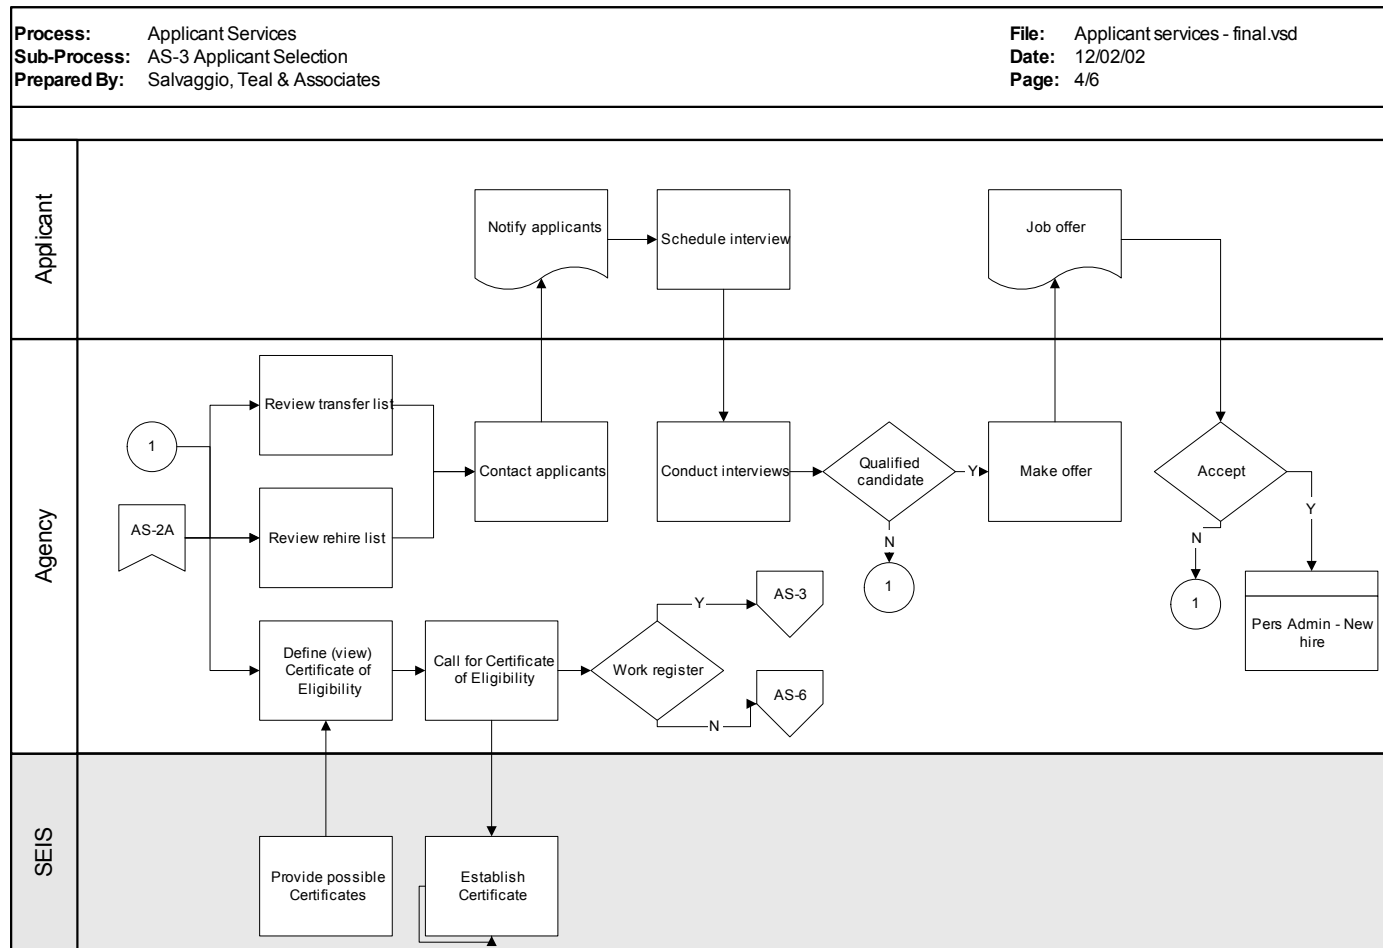 Process: Applicant Services
Sub-Process: AS-3 Applicant Selection
Prepared By: Salvaggio, Teal & Associates
File: Applicant services - final.vsd
Date: 12/02/02
Page: 4/6
Applicant
Notify applicants
Schedule interview
Job offer
Agency
Review transfer list
1
Contact applicants
Conduct interviews
Qualified
candidate
Y
Make offer
Accept
Y
AS-2A
Review rehire list
N
1
N
1
Pers Admin - New
hire
Define (view)
Certificate of
Eligibility
Call for Certificate
of Eligibility
Work register
Y
AS-3
N
AS-6
SEIS
Provide possible
Certificates
Establish
Certificate